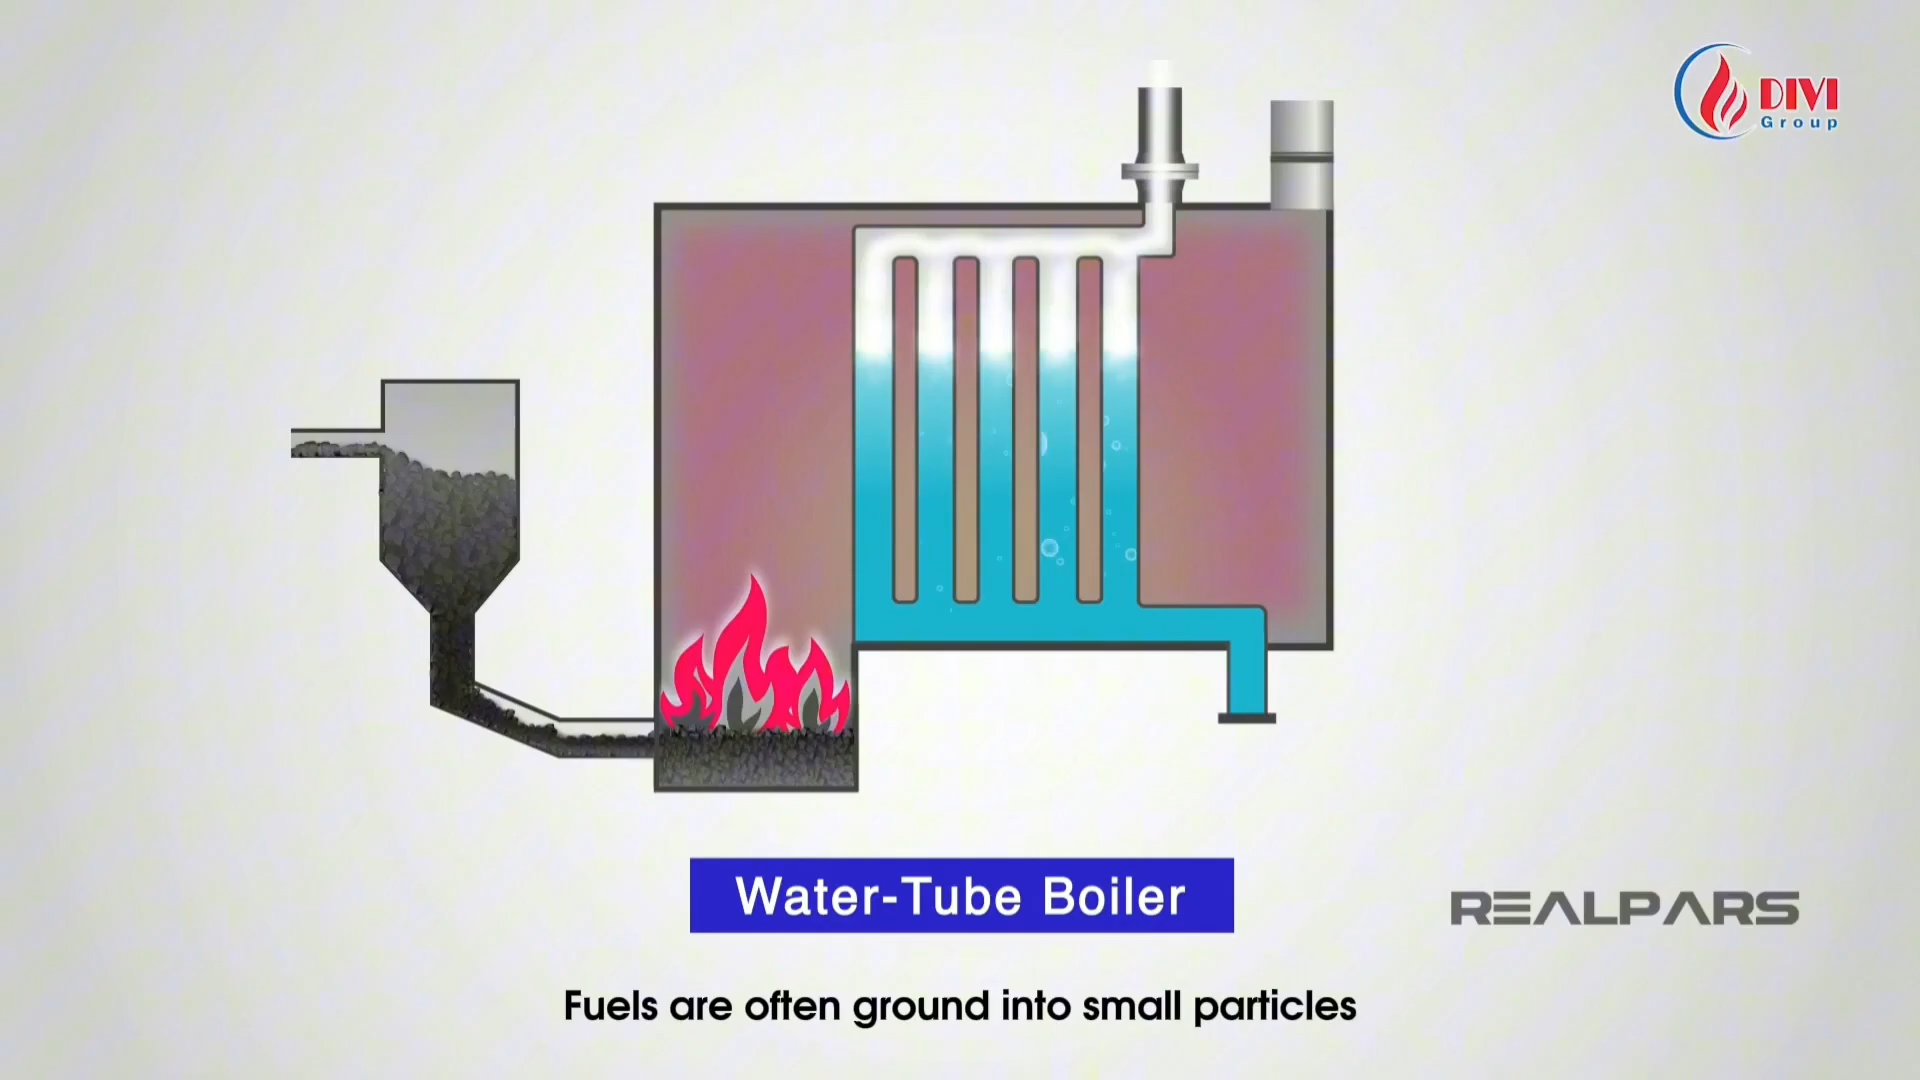 DIVI
Group
Water-Tube Boiler
REALPARS
Fuels are often ground into small particles